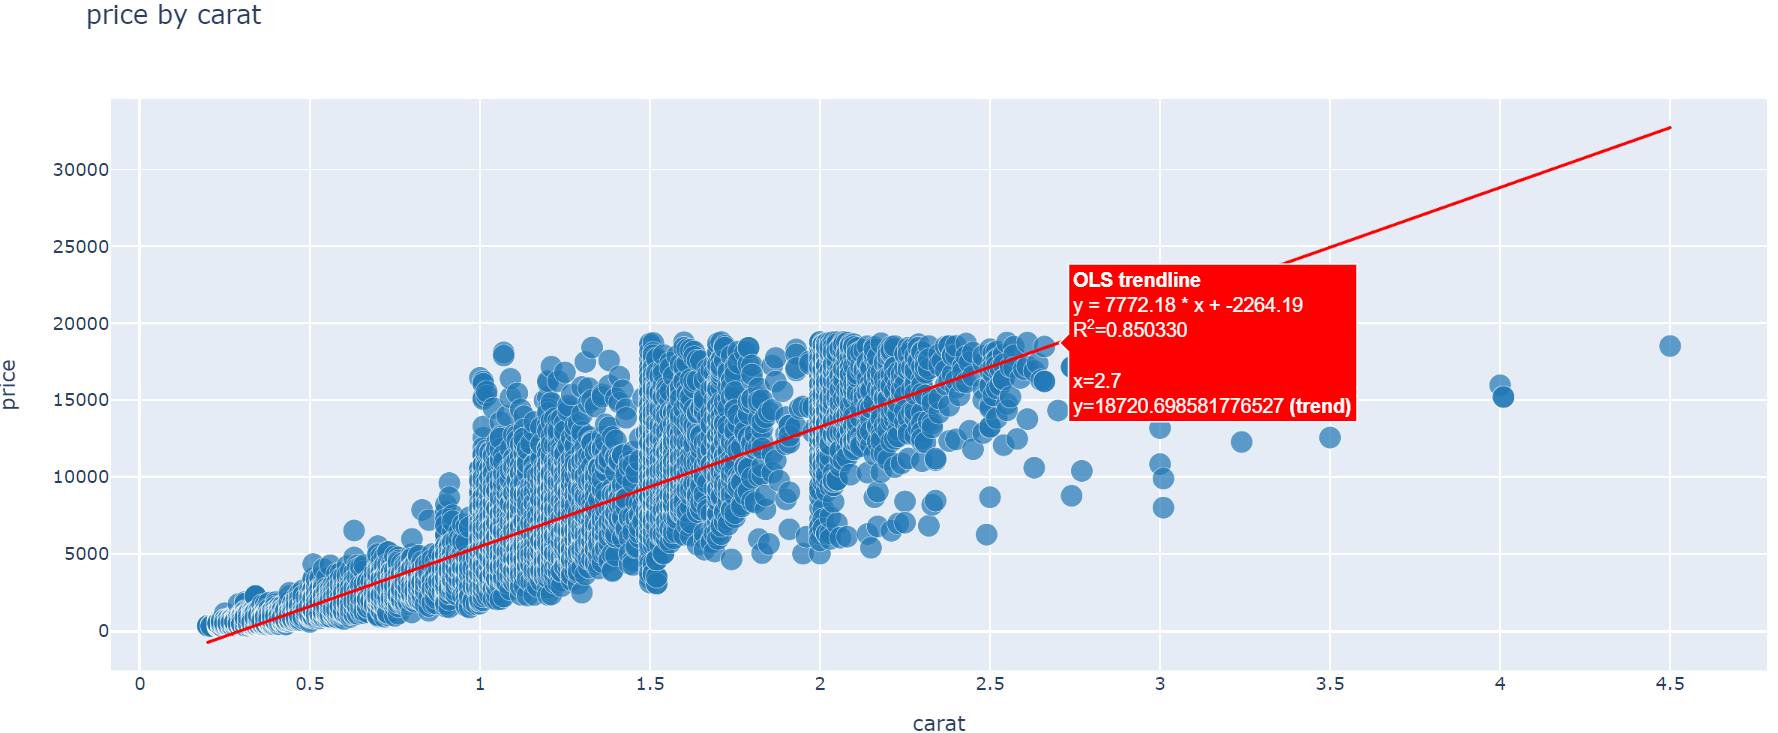 price by carat
30000
25000
20000
15000
10000
5000
0
price
OLS trendline
y = 7772.18 * x + -2264.19
R²=0.850330
x=2.7
y=18720.698581776527 (trend)
0 0.5 1 1.5 2 2.5 3 3.5 4 4.5
carat